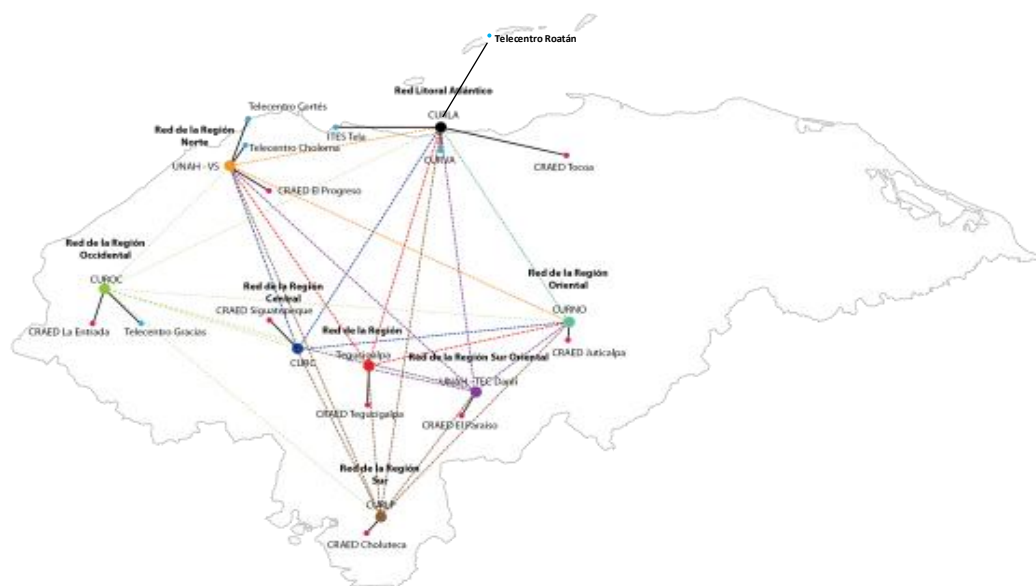 Telecentro Roatán
Red Litoral Atlántico
CURLA
Telecentro Cortés
Red de la Región
Norte
ITES Tela
Telecentro Choloma
CURVA
UNAH - VS
CRAED Tocoa
CRAED El Progreso
Red de la Región
Occidental
CUROC
Red de la Región
Oriental
Red de la Región
Central
CRAED Siguatepeque
CURNO
CRAED La Entrada
Telecentro Gracias
Red de la Región
Tegucigalpa
Red de la Región Sur Oriental
CRAED Juticalpa
CURC
UNAH -TEC Danlí
CRAED Tegucigalpa
CRAED El Paraíso
Red de la Región
Sur
CURLP
CRAED Choluteca